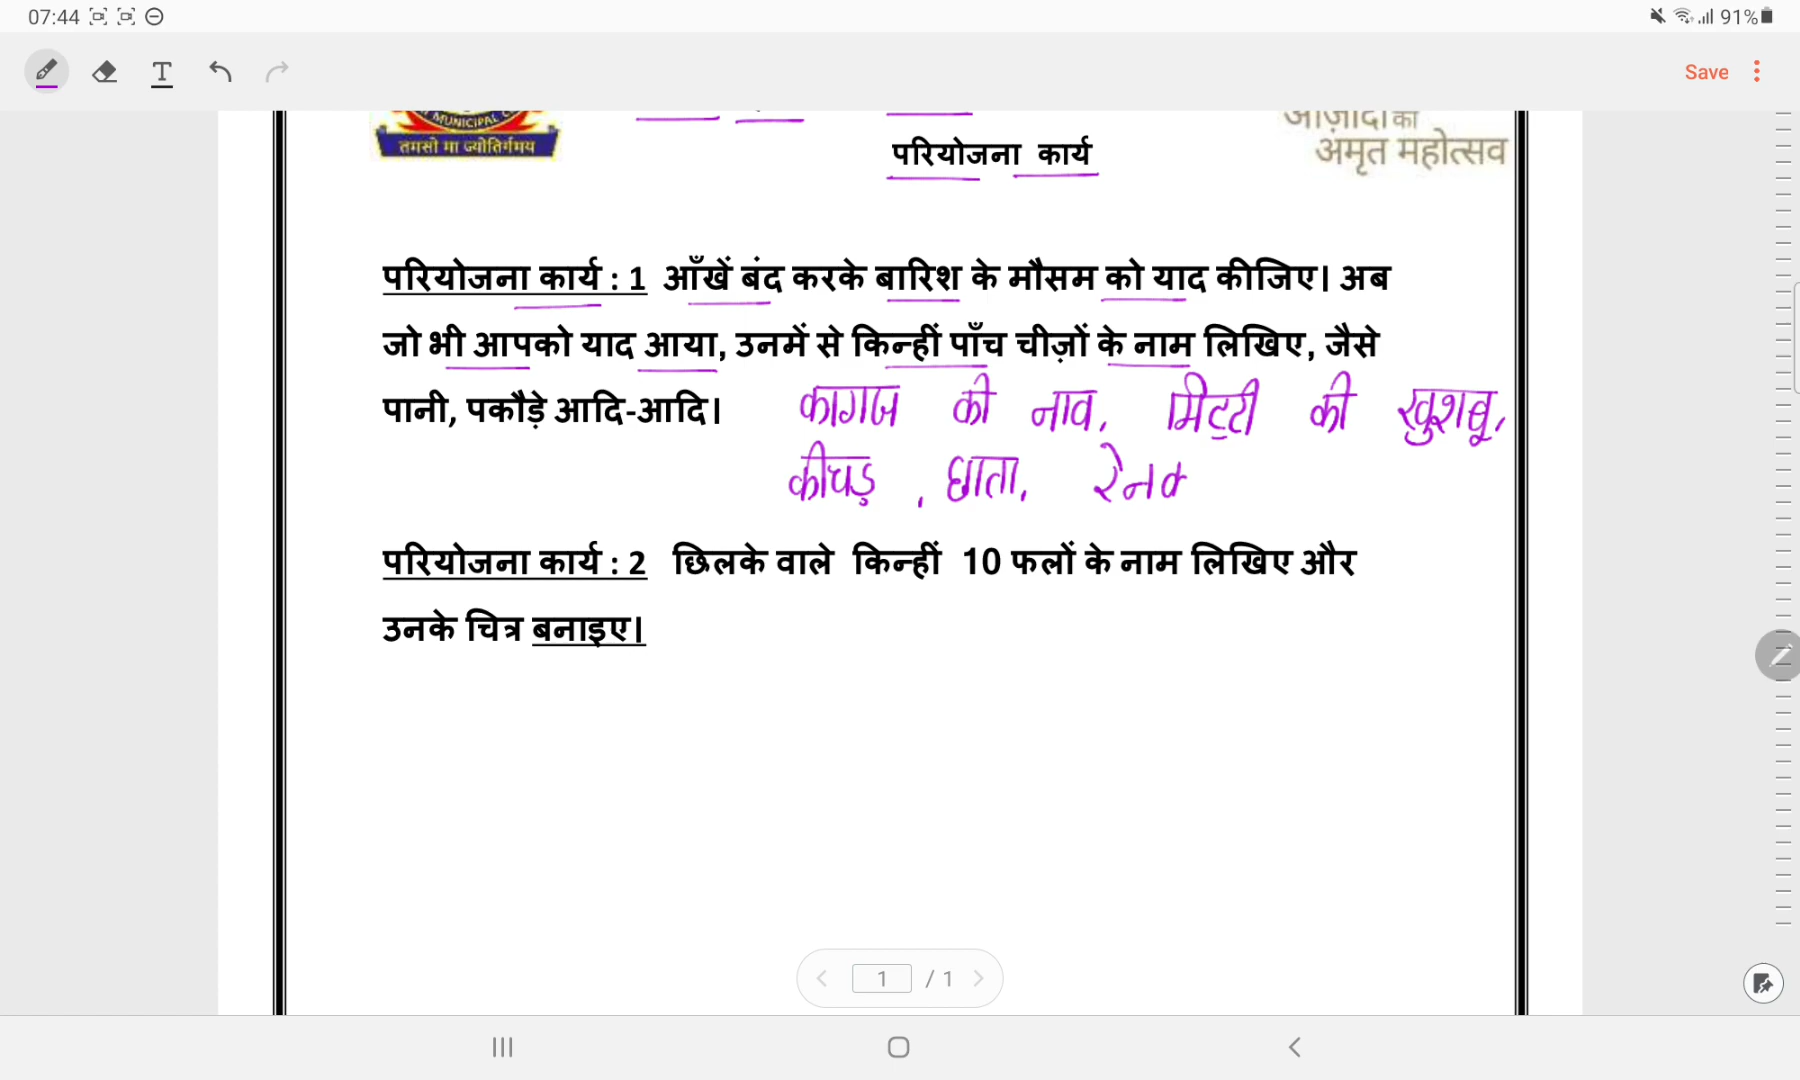 07:44
91%
Save
MUNICIPAL
तमसो मा ज्योतिर्गमय
आज़ादी का
अमृत महोत्सव
परियोजना कार्य
परियोजना कार्य : 1 आँखें बंद करके बारिश के मौसम को याद कीजिए। अब
जो भी आपको याद आया, उनमें से किन्हीं पाँच चीज़ों के नाम लिखिए, जैसे
पानी, पकौड़े आदि-आदि।
कागज की नाव, मिट्टी की खुशबू,
कीचड़, छाता, रेनक
परियोजना कार्य : 2 छिलके वाले किन्हीं 10 फलों के नाम लिखिए और
उनके चित्र बनाइए।
1 / 1